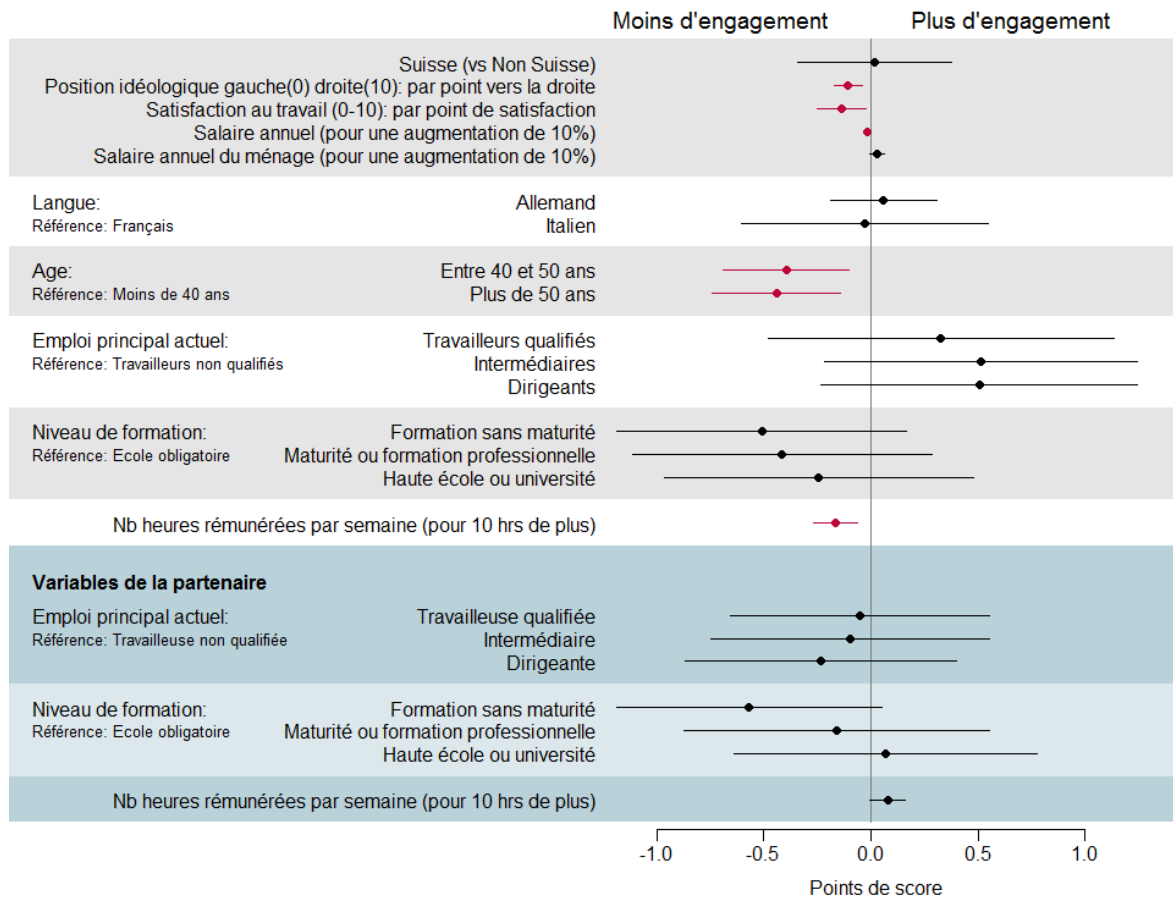 Moins d'engagement Plus d'engagement
Suisse (vs Non Suisse)
Position idéologique gauche(0) droite(10): par point vers la droite
Satisfaction au travail (0-10): par point de satisfaction
Salaire annuel (pour une augmentation de 10%)
Salaire annuel du ménage (pour une augmentation de 10%)
Langue: Allemand
Référence: Français Italien
Age: Entre 40 et 50 ans
Référence: Moins de 40 ans Plus de 50 ans
Emploi principal actuel: Travailleurs qualifiés
Référence: Travailleurs non qualifiés Intermédiaires
Dirigeants
Niveau de formation: Formation sans maturité
Référence: Ecole obligatoire Maturité ou formation professionnelle
Haute école ou université
Nb heures rémunérées par semaine (pour 10 hrs de plus)
Variables de la partenaire
Emploi principal actuel: Travailleuse qualifiée
Référence: Travailleuse non qualifiée Intermédiaire
Dirigeante
Niveau de formation: Formation sans maturité
Référence: Ecole obligatoire Maturité ou formation professionnelle
Haute école ou université
Nb heures rémunérées par semaine (pour 10 hrs de plus)
-1.0 -0.5 0.0 0.5 1.0
Points de score